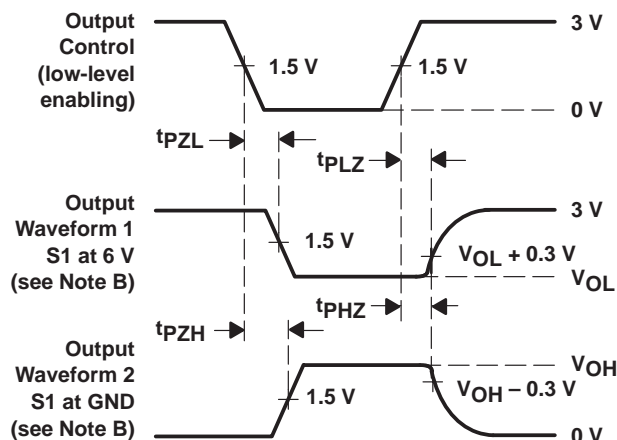 Output
Control
(low-level
enabling)
3 V
1.5 V
1.5 V
0 V
tPZL
tPLZ
Output
Waveform 1
S1 at 6 V
(see Note B)
3 V
1.5 V
VOL + 0.3 V
VOL
tPHZ
tPZH
Output
Waveform 2
S1 at GND
(see Note B)
VOH
1.5 V
VOH – 0.3 V
0 V